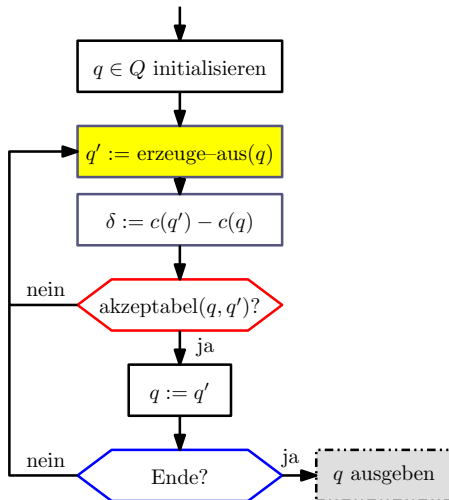 q ∈ Q initialisieren
q′ := erzeuge–aus(q)
δ := c(q′) − c(q)
nein
akzeptabel(q, q′)?
ja
q := q′
nein
Ende?
ja
q ausgeben